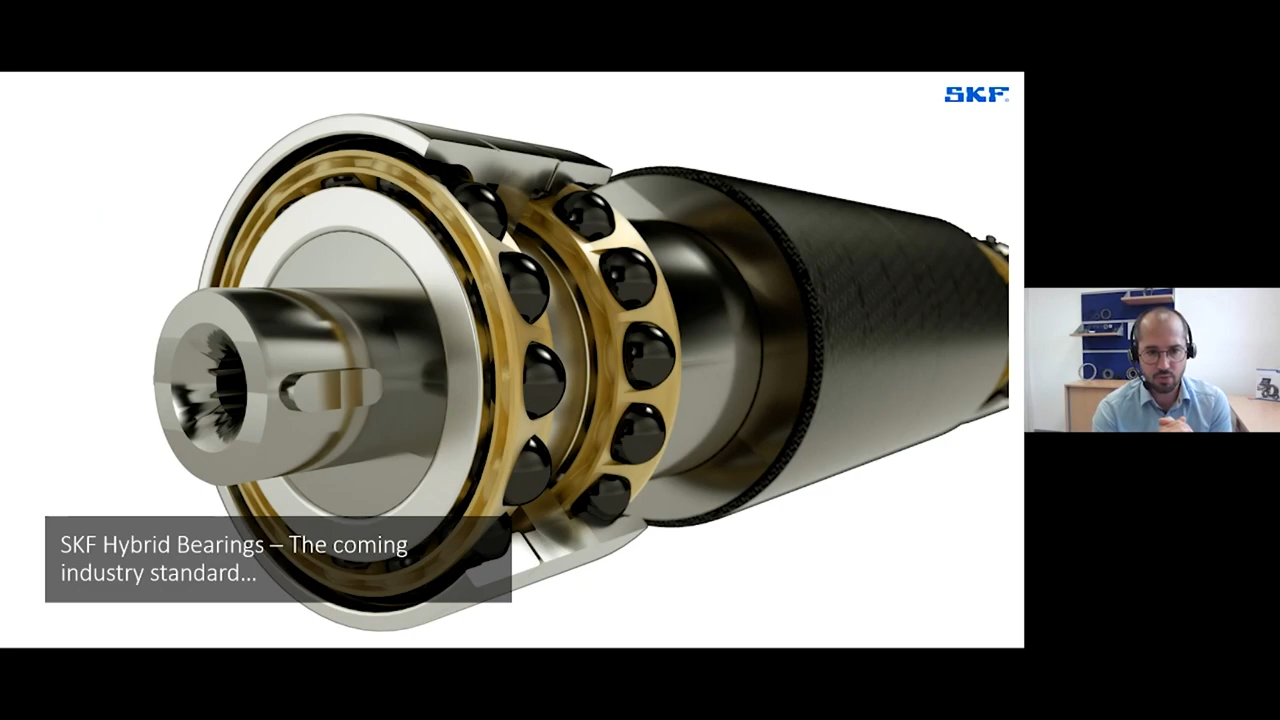 SKF
SKF Hybrid Bearings – The coming
industry standard...